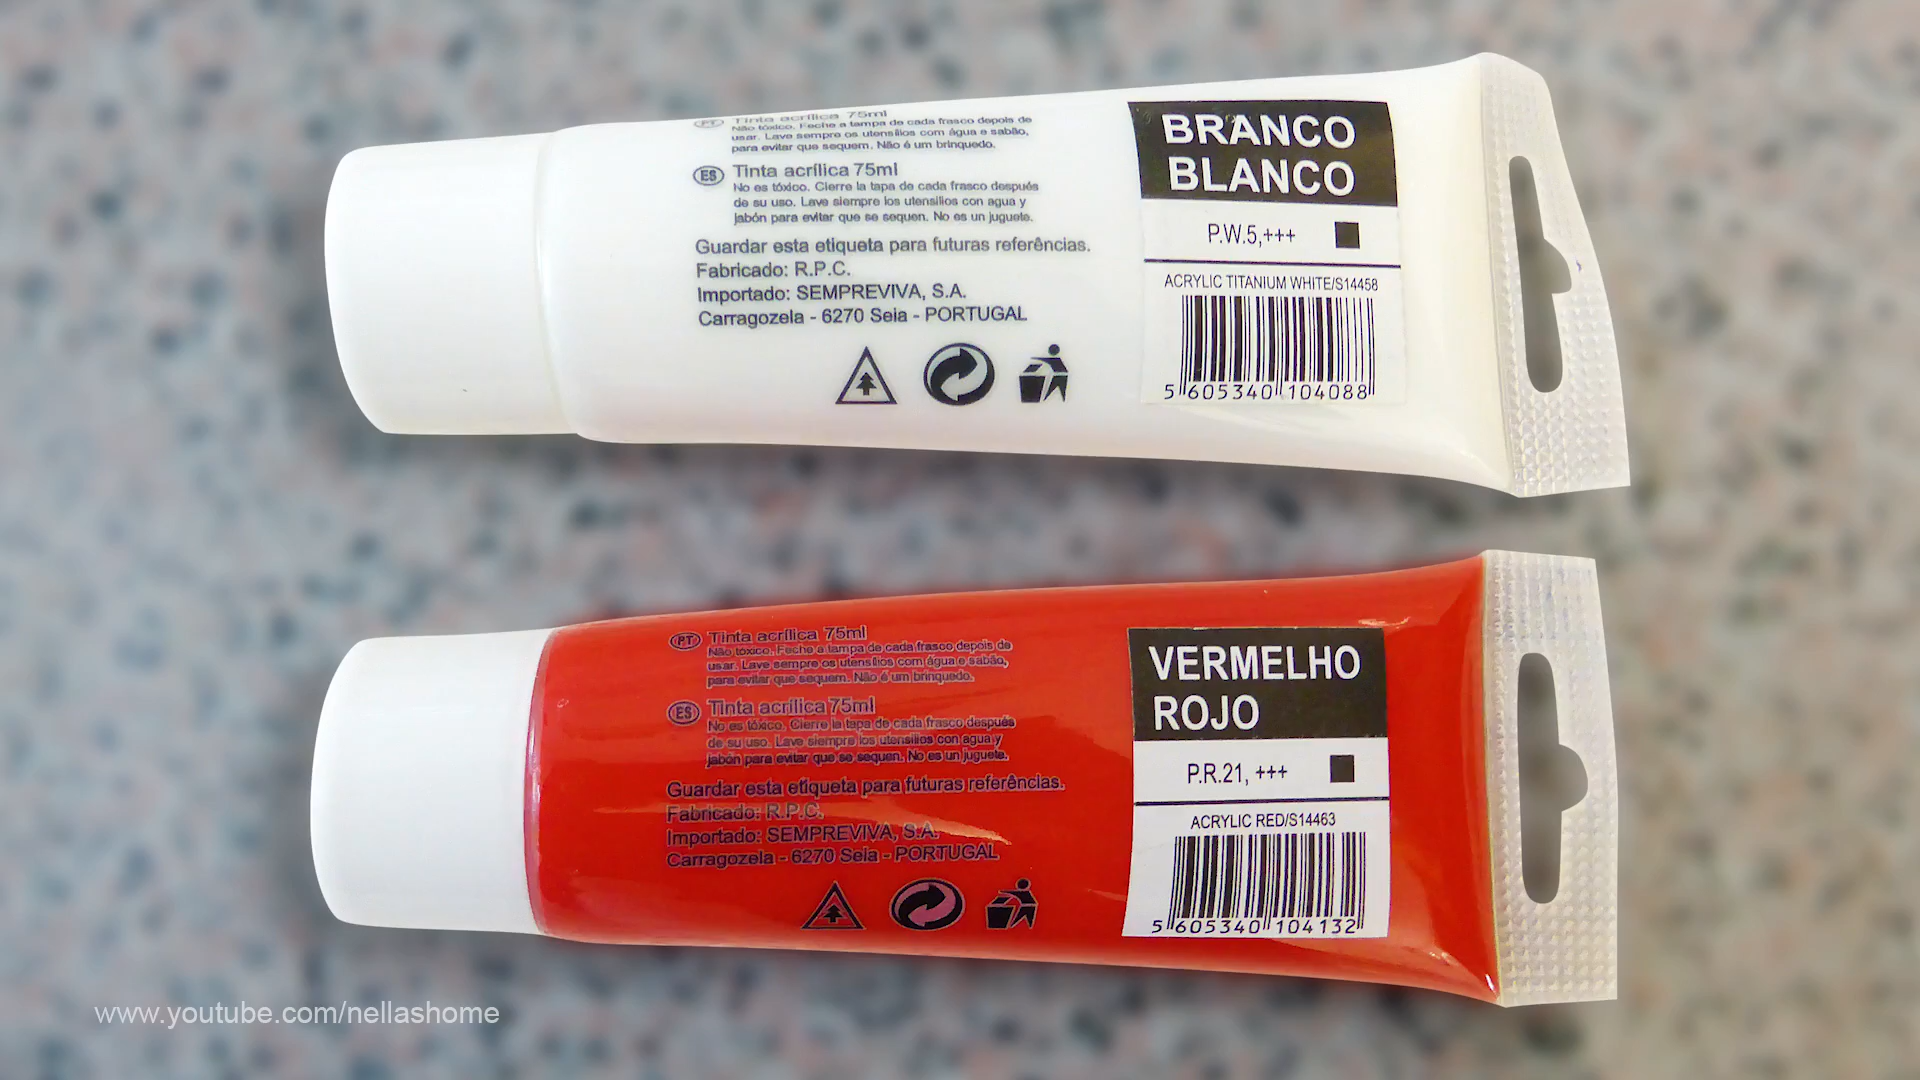 PT Tinta acrílica 75ml
Não tóxico. Feche a tampa de cada frasco depois de
usar. Lave sempre os utensílios com água e sabão,
para evitar que sequem. Não é um brinquedo.
ES Tinta acrílica 75ml
No es tóxico. Cierre la tapa de cada frasco después
de su uso. Lave siempre los utensilios con agua y
jabón para evitar que se sequen. No es un juguete.
Guardar esta etiqueta para futuras referências.
Fabricado: R.P.C.
Importado: SEMPREVIVA, S.A.
Carragozela - 6270 Seia - PORTUGAL
BRANCO
BLANCO
P.W.5,+++
ACRYLIC TITANIUM WHITE/S14458
5 605340 104088
PT Tinta acrílica 75ml
Não tóxico. Feche a tampa de cada frasco depois de
usar. Lave sempre os utensílios com água e sabão,
para evitar que sequem. Não é um brinquedo.
ES Tinta acrílica 75ml
No es tóxico. Cierre la tapa de cada frasco después
de su uso. Lave siempre los utensilios con agua y
jabón para evitar que se sequen. No es un juguete.
Guardar esta etiqueta para futuras referências.
Fabricado: R.P.C.
Importado: SEMPREVIVA, S.A.
Carragozela - 6270 Seia - PORTUGAL
VERMELHO
ROJO
P.R.21, +++
ACRYLIC RED/S14463
5 605340 104132
www.youtube.com/nellashome